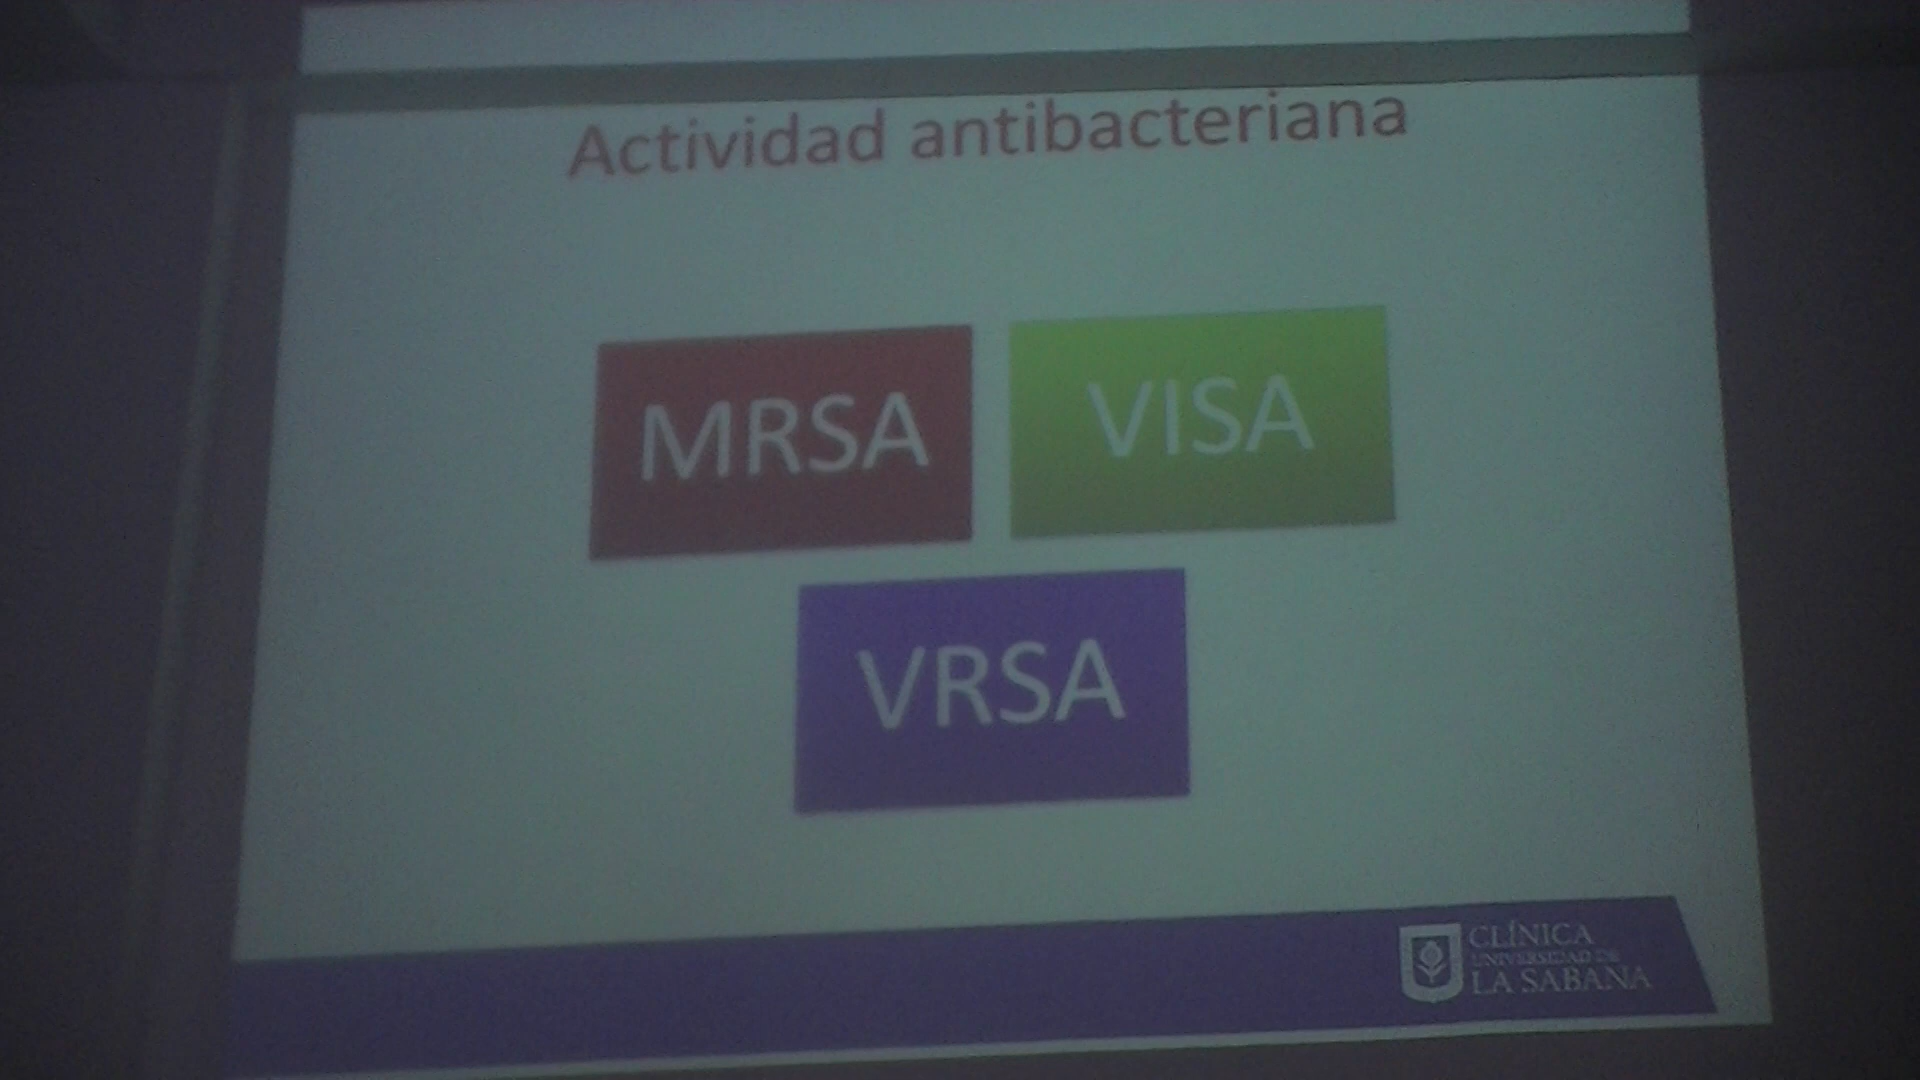 Actividad antibacteriana
MRSA
VISA
VRSA
CLÍNICA
UNIVERSIDAD DE
LA SABANA